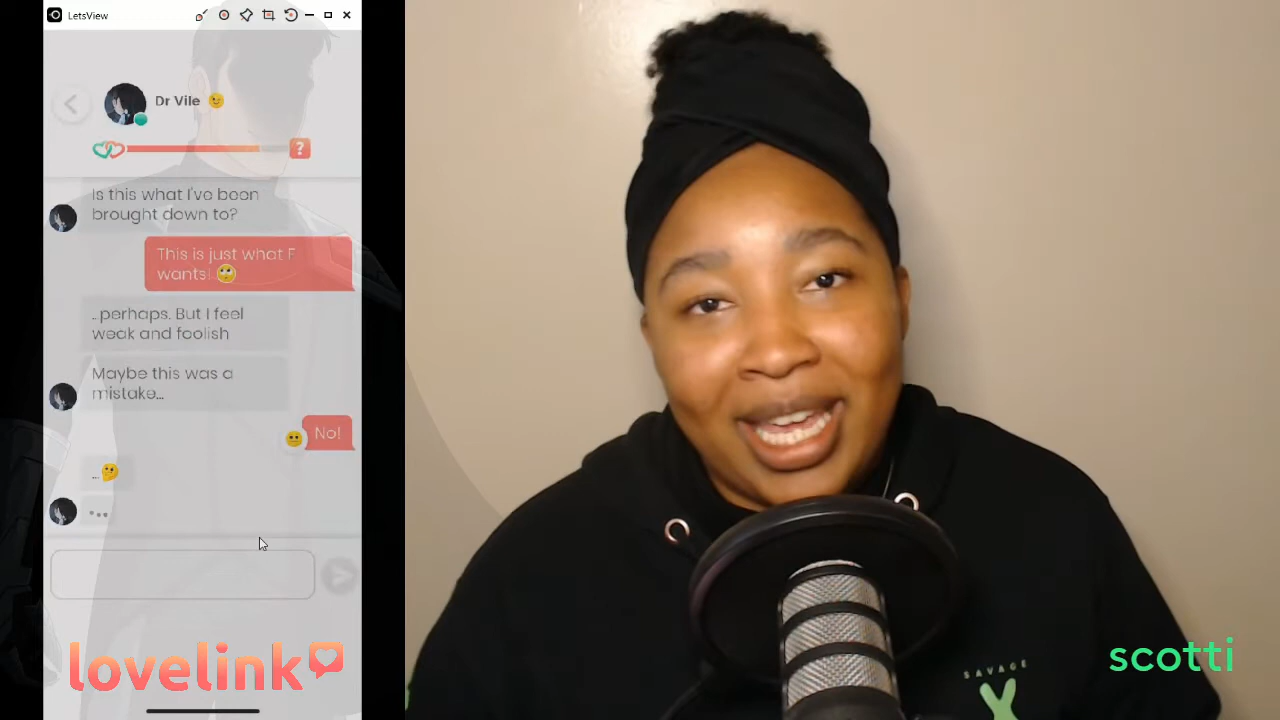 LetsView
Dr Vile 😉
?
Is this what I've been
brought down to?
This is just what F
wants! 🙄
...perhaps. But I feel
weak and foolish
Maybe this was a
mistake...
No!
...🤔
lovelink
scotti
SAVAGE
X